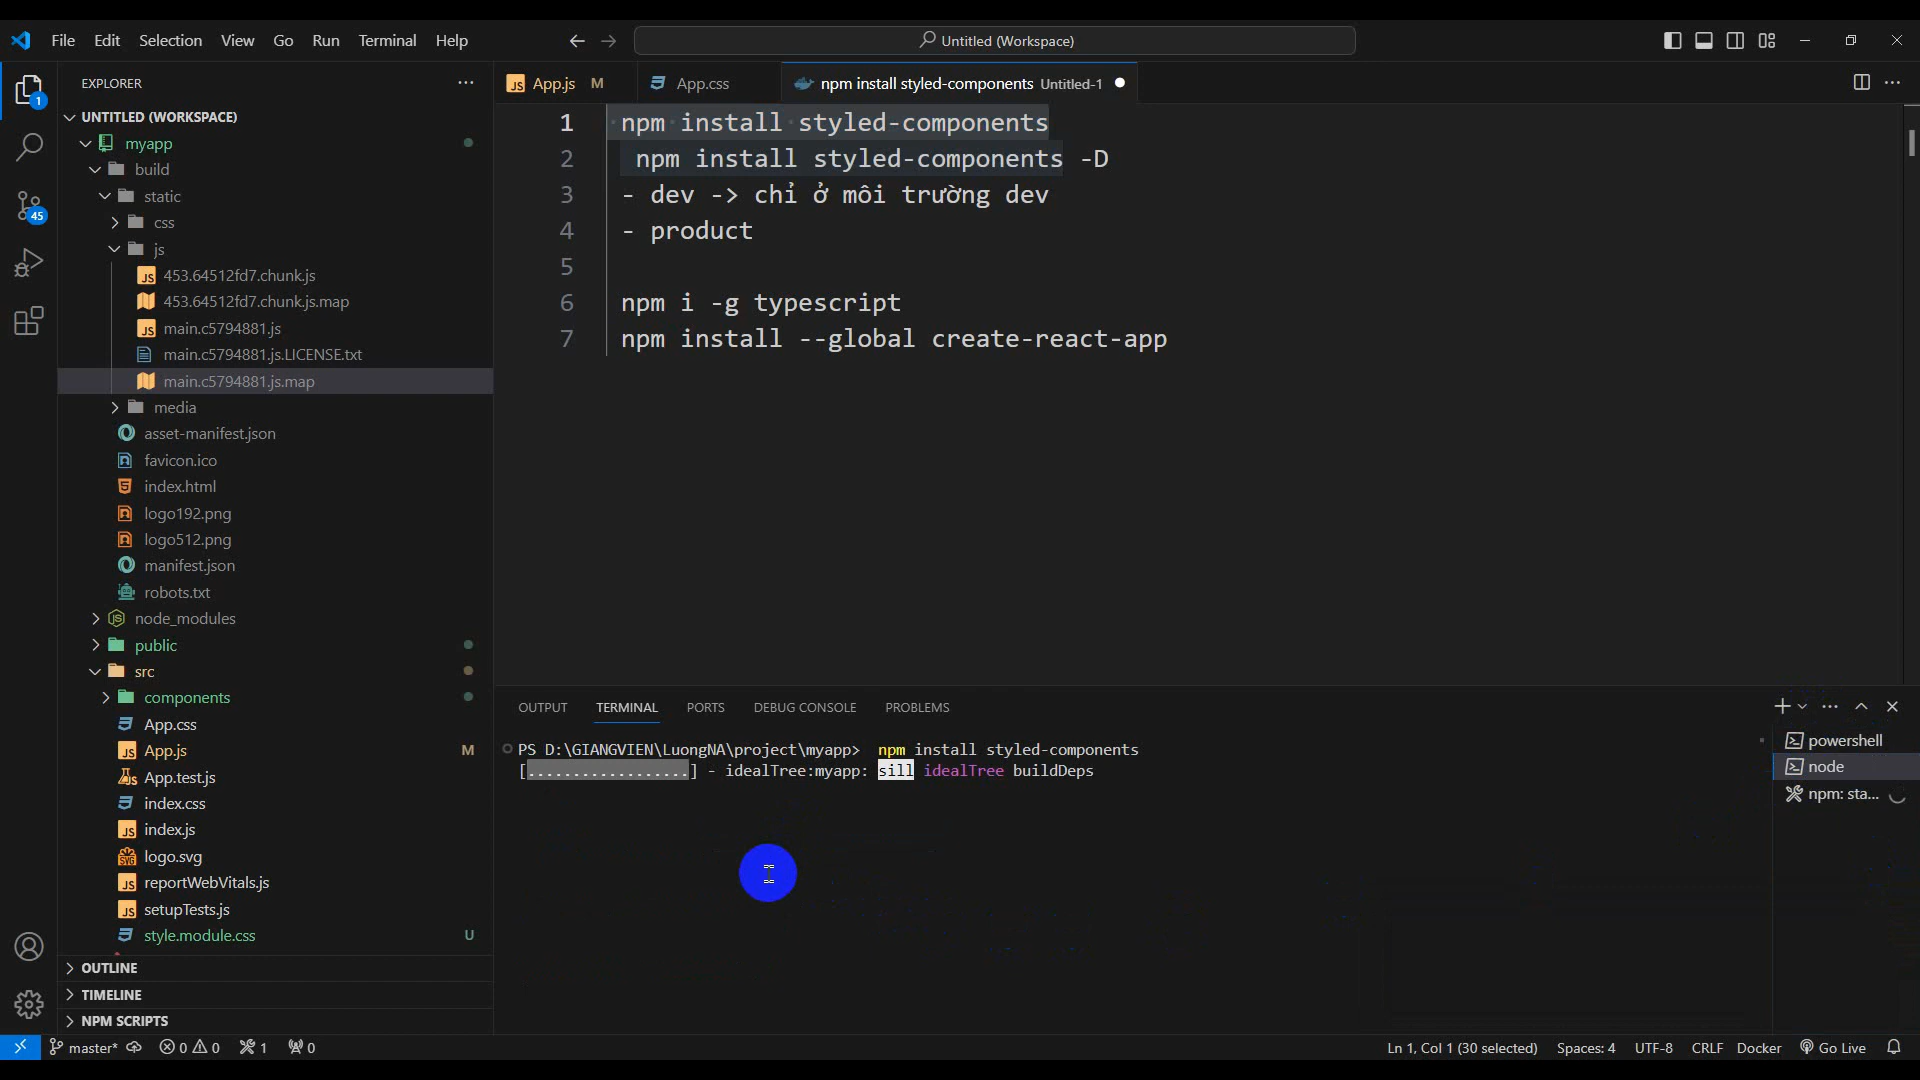 File Edit Selection View Go Run Terminal Help
Untitled (Workspace)
EXPLORER
UNTITLED (WORKSPACE)
myapp
build
static
css
js
453.64512fd7.chunk.js
453.64512fd7.chunk.js.map
main.c5794881.js
main.c5794881.js.LICENSE.txt
main.c5794881.js.map
media
asset-manifest.json
favicon.ico
index.html
logo192.png
logo512.png
manifest.json
robots.txt
node_modules
public
src
components
App.css
App.js M
App.test.js
index.css
index.js
logo.svg
reportWebVitals.js
setupTests.js
style.module.css U
OUTLINE
TIMELINE
NPM SCRIPTS
1
45
App.js M App.css npm install styled-components Untitled-1
1 npm install styled-components
2 npm install styled-components -D
3 - dev -> chỉ ở môi trường dev
4 - product
5
6 npm i -g typescript
7 npm install --global create-react-app
OUTPUT TERMINAL PORTS DEBUG CONSOLE PROBLEMS
PS D:\GIANGVIEN\LuongNA\project\myapp> npm install styled-components
[..................] - idealTree:myapp: sill idealTree buildDeps
powershell
node
npm: sta...
master* 0 0 1 0
Ln 1, Col 1 (30 selected) Spaces: 4 UTF-8 CRLF Docker Go Live